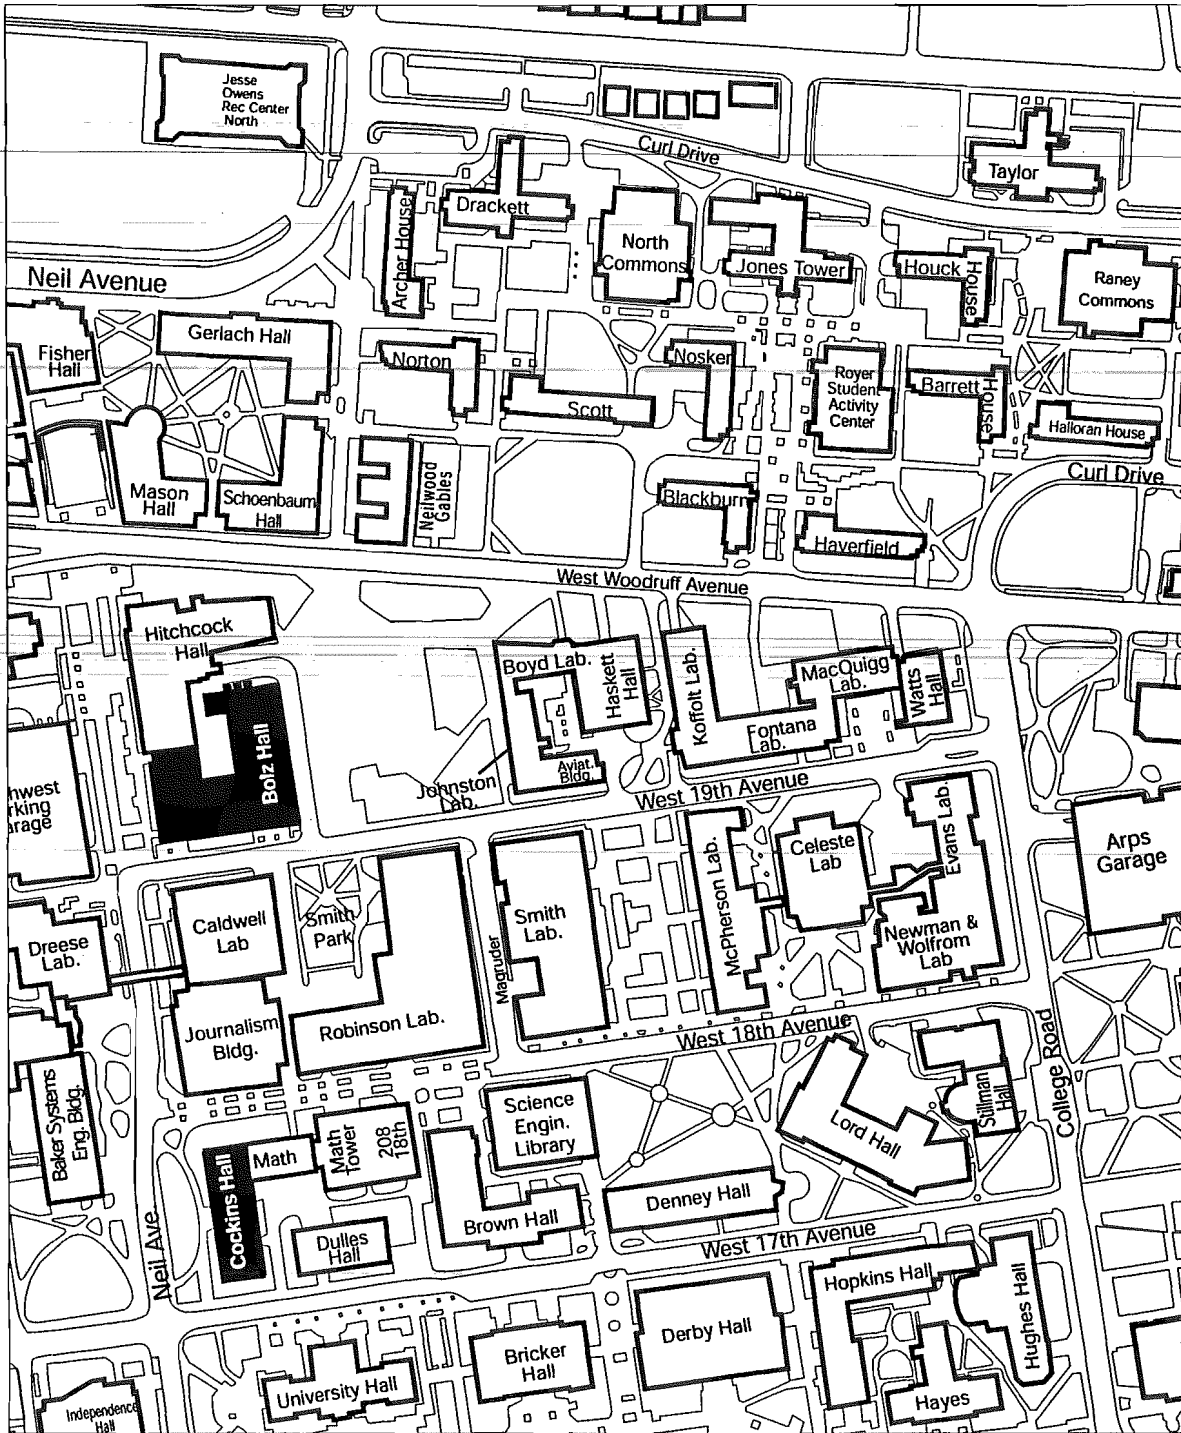 Jesse
Owens
Rec Center
North
Curl Drive
Taylor
Drackett
Archer House
North
Commons
Jones Tower
Houck
House
Raney
Commons
Neil Avenue
Gerlach Hall
Fisher
Hall
Norton
Scott
Nosker
Royer
Student
Activity
Center
Barrett
House
Halloran House
Mason
Hall
Schoenbaum
Hall
Neilwood
Gables
Blackburn
Haverfield
Curl Drive
West Woodruff Avenue
Hitchcock
Hall
Boyd Lab.
Haskett
Hall
Koffolt Lab.
MacQuigg
Lab.
Watts
Hall
Fontana
Lab.
Bolz Hall
Johnston
Lab.
Aviat.
Bldg.
West 19th Avenue
hwest
rking
arage
McPherson Lab.
Celeste
Lab
Evans Lab.
Arps
Garage
Caldwell
Lab
Smith
Park
Smith
Lab.
Magruder
Newman &
Wolfrom
Lab
Dreese
Lab.
Journalism
Bldg.
Robinson Lab.
West 18th Avenue
College Road
Baker Systems
Eng. Bldg.
Science
Engin.
Library
Lord Hall
Stillman
Hall
Cockins Hall
Math
Math
Tower
208
18th
Denney Hall
Brown Hall
Dulles
Hall
Neil Ave.
West 17th Avenue
Hopkins Hall
Hughes Hall
Derby Hall
Bricker
Hall
University Hall
Hayes
Independence
Hall